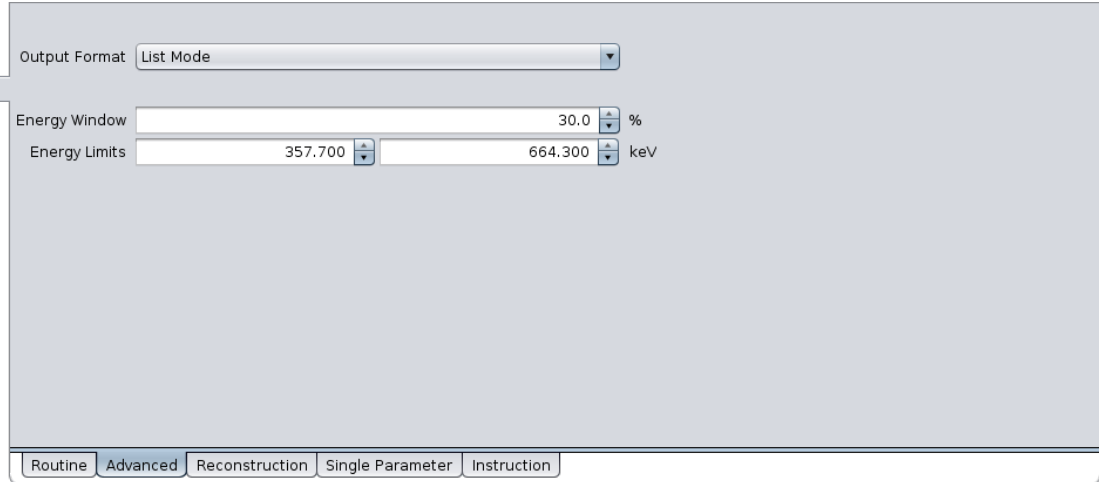 Output Format List Mode
Energy Window 30.0 %
Energy Limits 357.700 664.300 keV
Routine Advanced Reconstruction Single Parameter Instruction